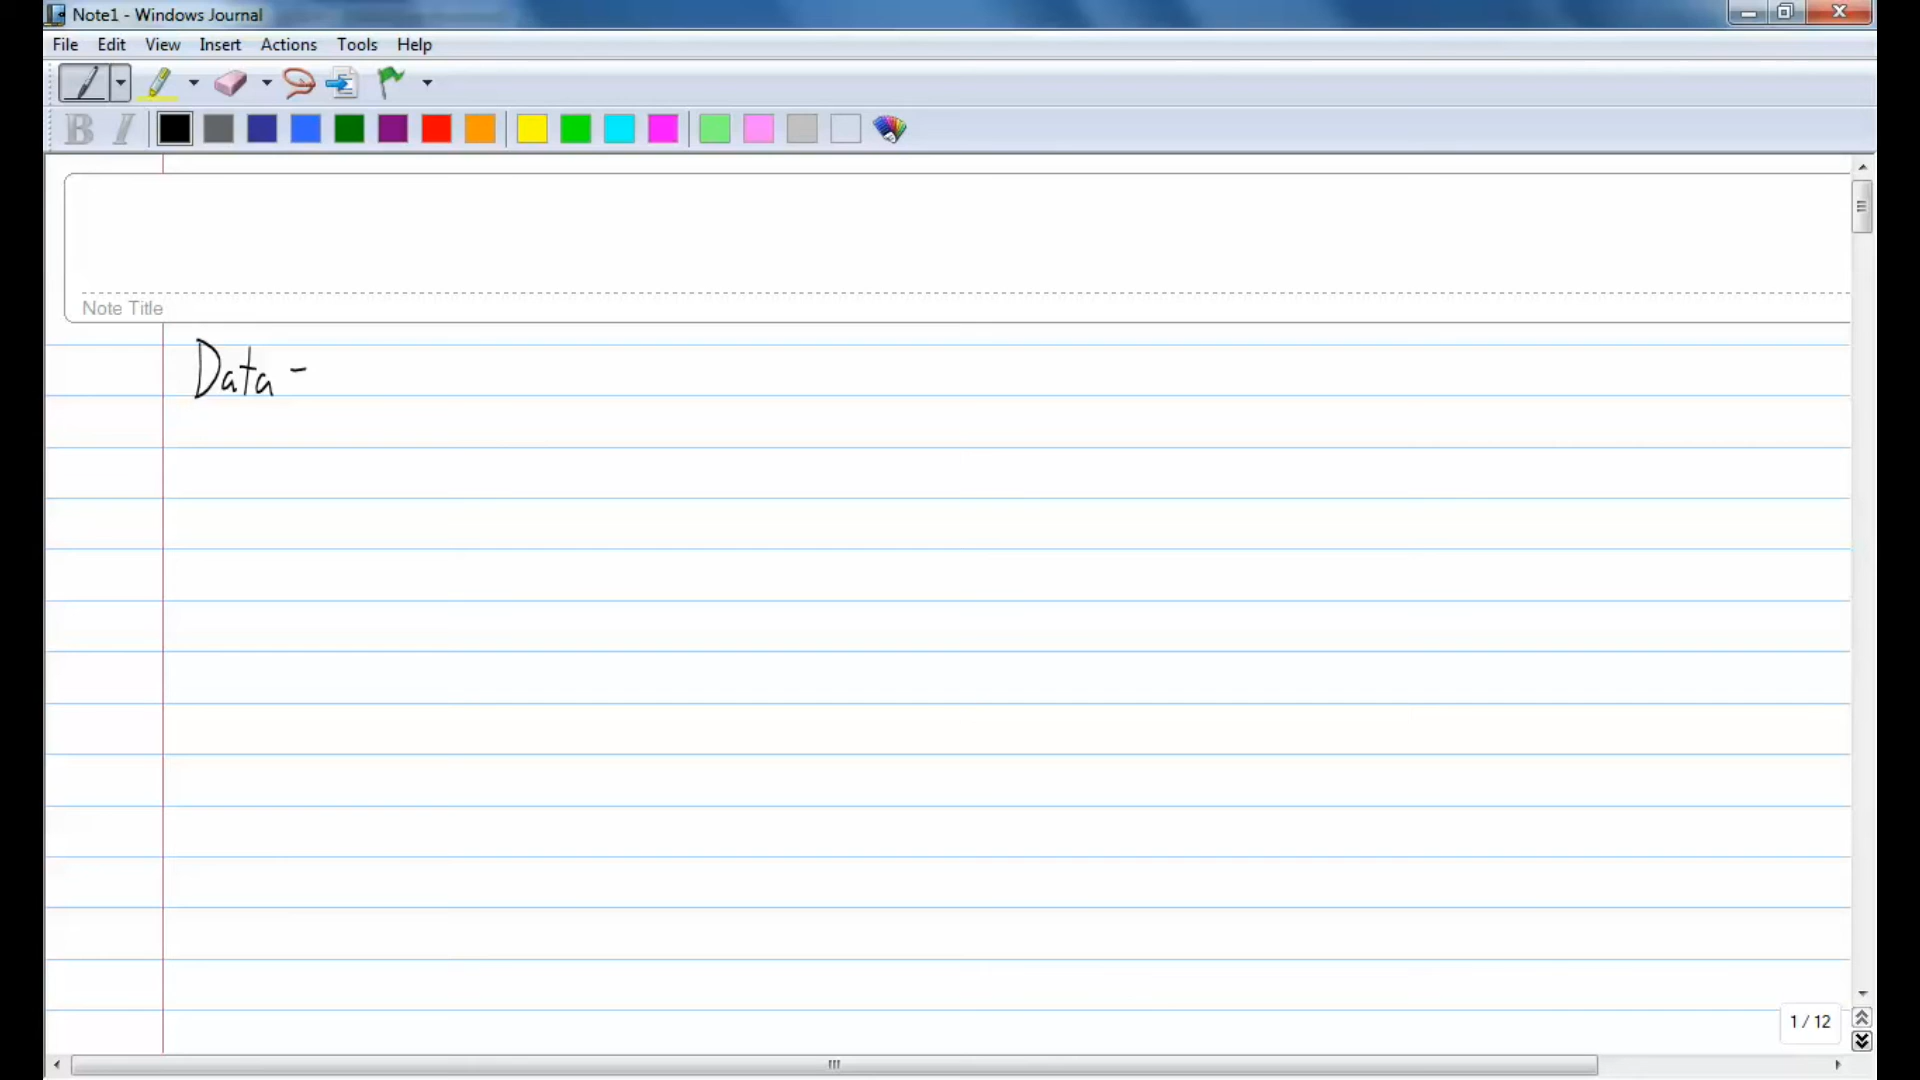 Note1 - Windows Journal
File Edit View Insert Actions Tools Help
B I
Note Title
Data -
1 / 12